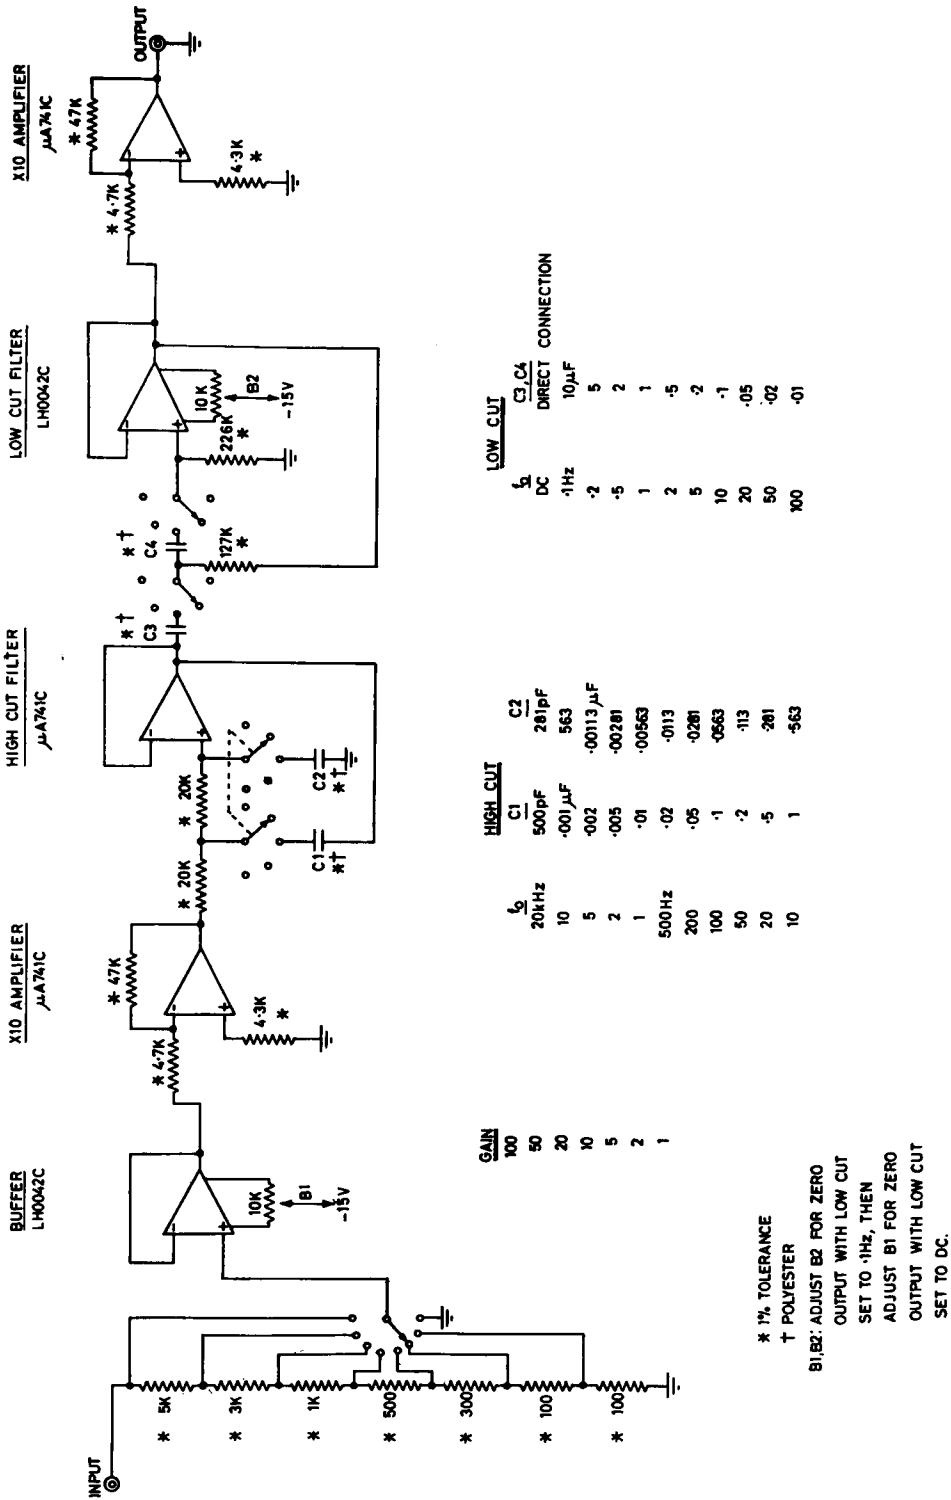 BUFFER
LH0042C
X10 AMPLIFIER
μA741C
HIGH CUT FILTER
μA741C
LOW CUT FILTER
LH0042C
X10 AMPLIFIER
μA741C
INPUT
* 5K
* 3K
* 1K
* 500
* 300
* 100
* 100
-
+
10K
B1
-15V
* 4·7K
* 47K
-
+
4·3K
*
* 20K
* 20K
C1
*†
C2
*†
-
+
*†
C3
*†
C4
127K
*
226K
*
-
+
10K
B2
-15V
* 4·7K
* 47K
-
+
4·3K
*
OUTPUT
GAIN
100
50
20
10
5
2
1
HIGH CUT
fo C1 C2
20kHz 500pF 281pF
10 ·001μF 563
5 ·002 ·00113μF
2 ·005 ·00281
1 ·01 ·00563
500Hz ·02 ·0113
200 ·05 ·0281
100 ·1 ·0563
50 ·2 ·113
20 ·5 ·281
10 1 ·563
LOW CUT
fo C3,C4
DC DIRECT CONNECTION
·1Hz 10μF
·2 5
·5 2
1 1
2 ·5
5 ·2
10 ·1
20 ·05
50 ·02
100 ·01
* 1% TOLERANCE
† POLYESTER
B1,B2: ADJUST B2 FOR ZERO
OUTPUT WITH LOW CUT
SET TO ·1Hz, THEN
ADJUST B1 FOR ZERO
OUTPUT WITH LOW CUT
SET TO DC.